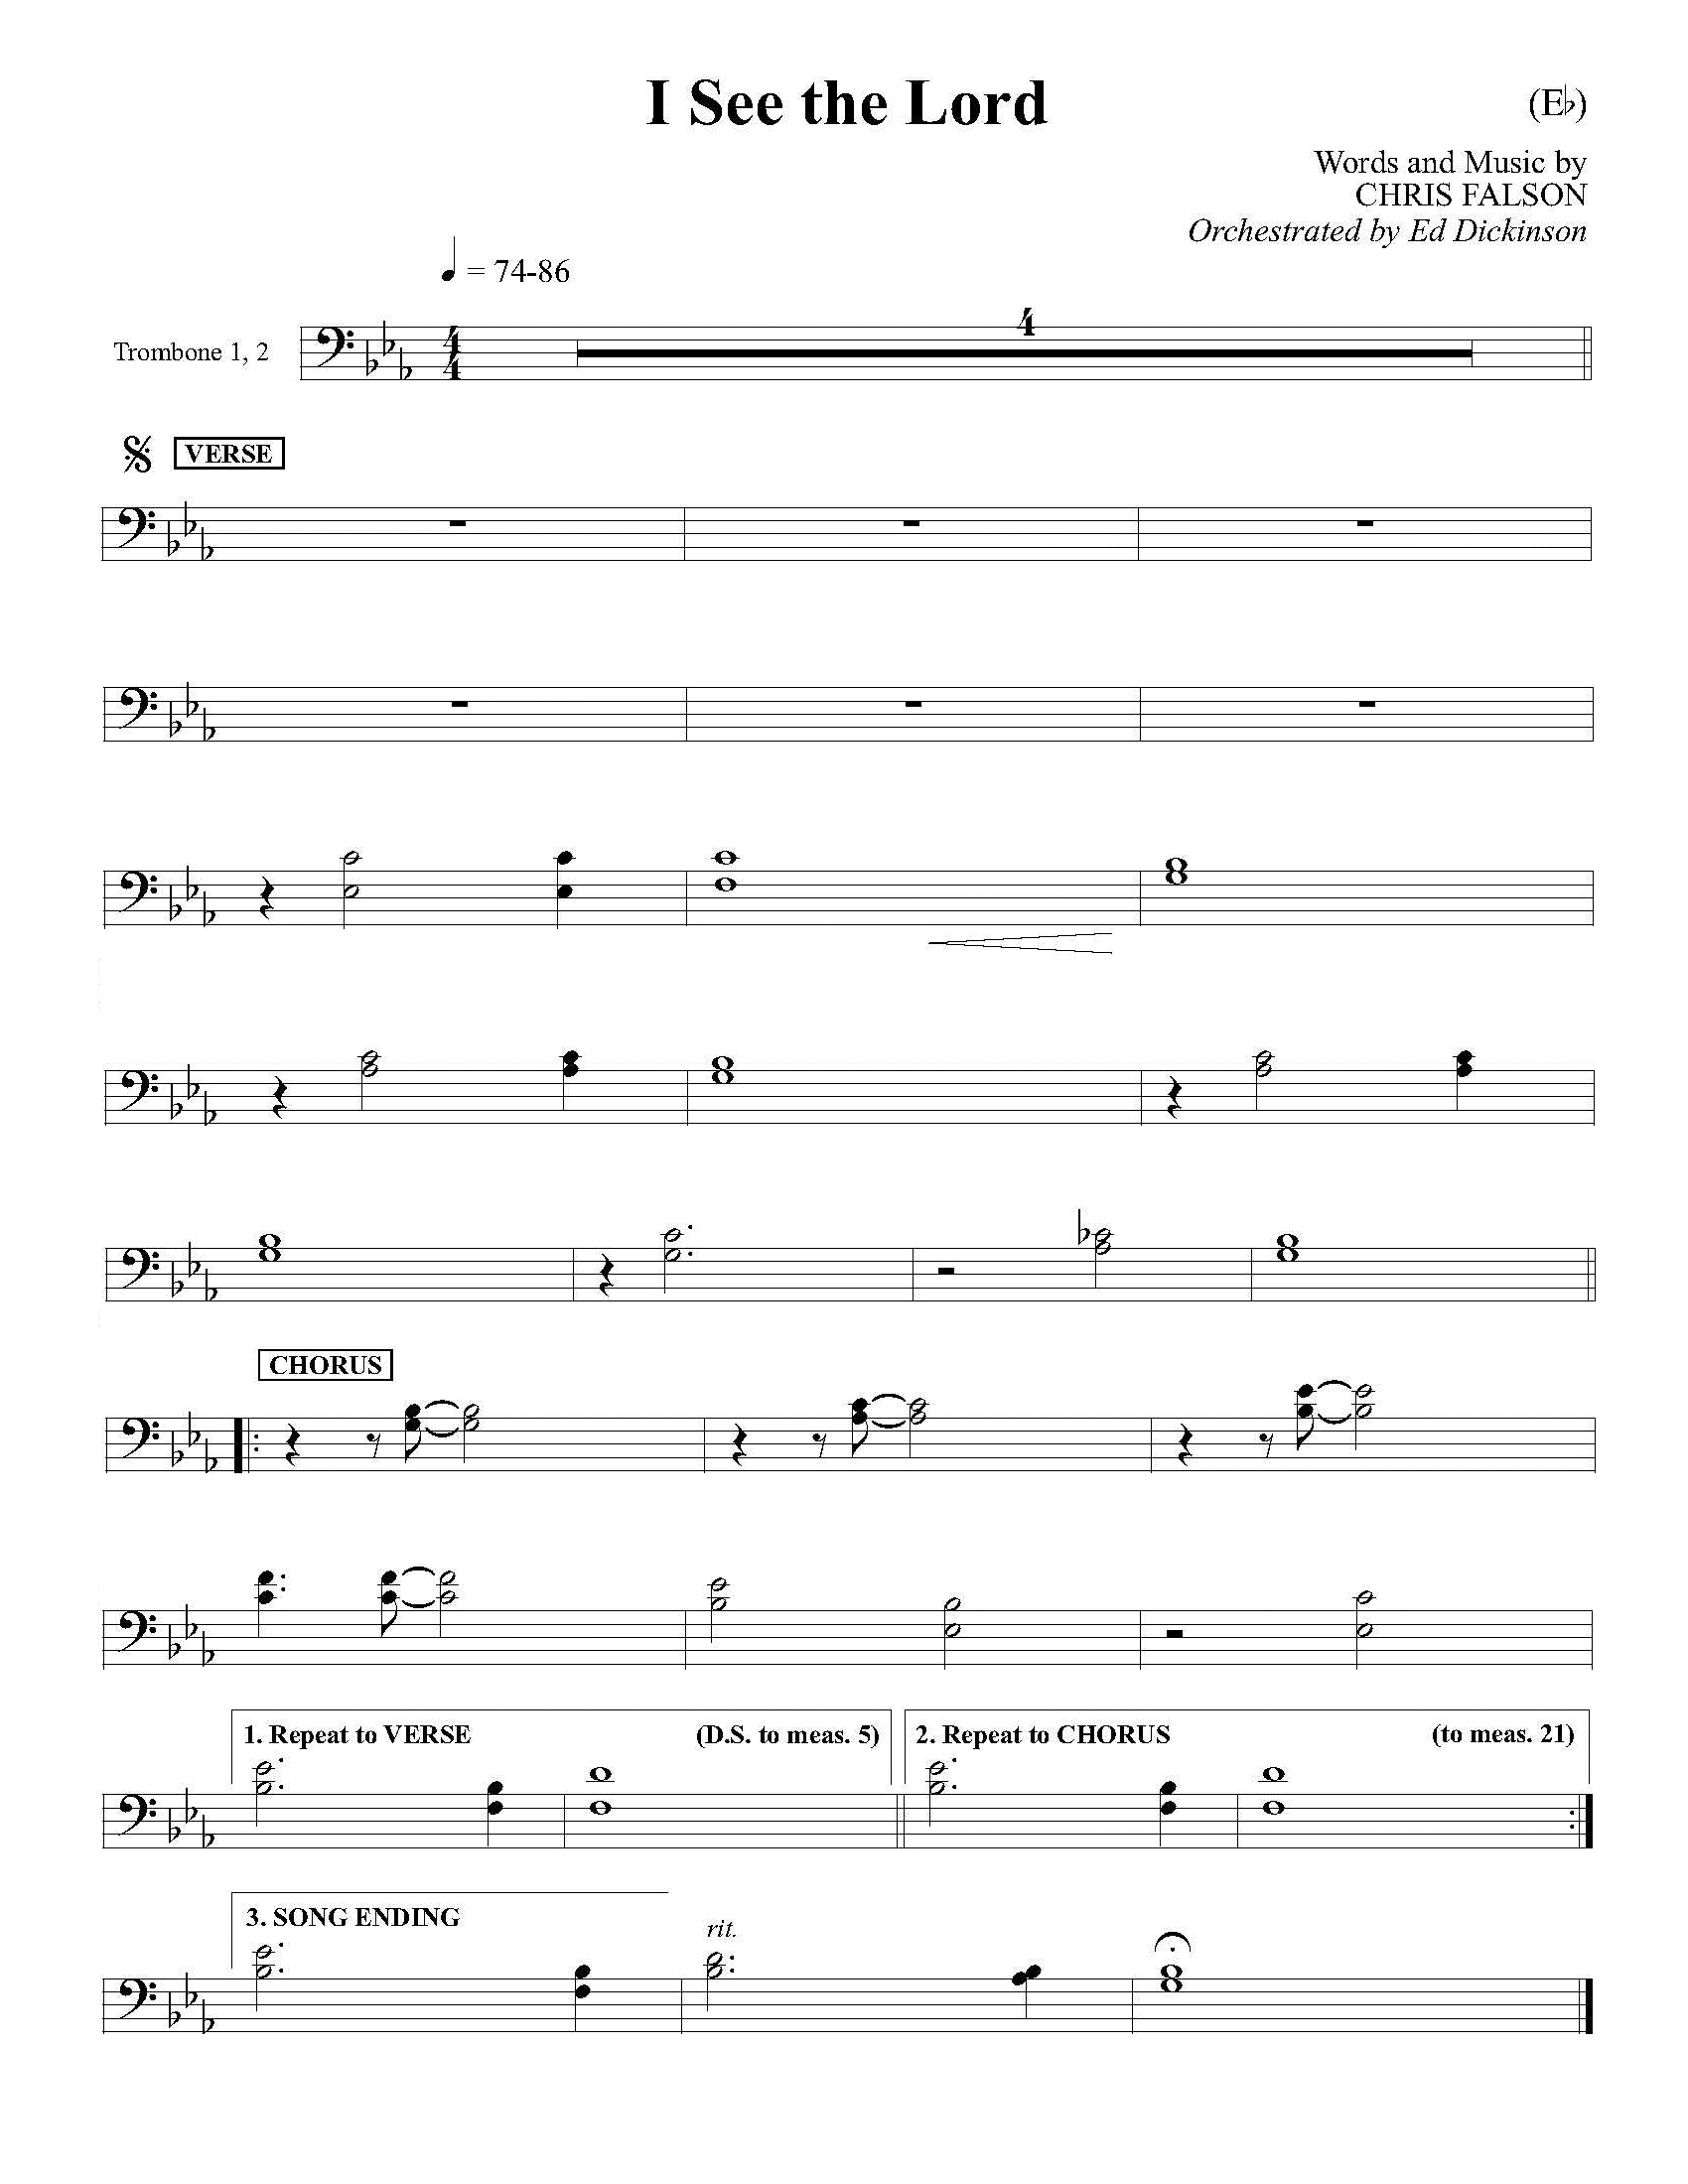 I See the Lord
(E♭)
Words and Music by
CHRIS FALSON
Orchestrated by Ed Dickinson
♩ = 74-86
Trombone 1, 2
4
4
4
VERSE
CHORUS
1. Repeat to VERSE (D.S. to meas. 5) 2. Repeat to CHORUS (to meas. 21)
3. SONG ENDING
rit.